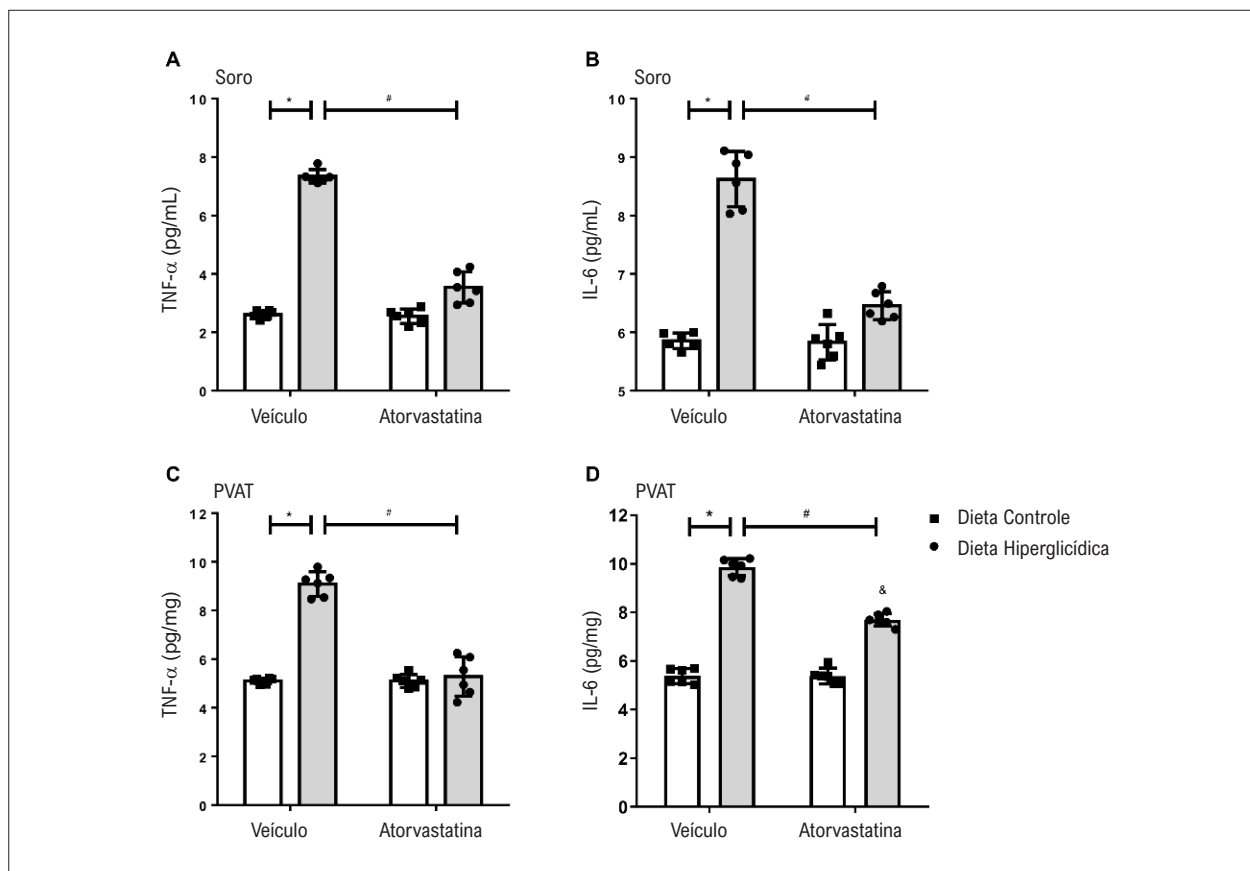 A
Soro
10
8
6
4
2
0
TNF-α (pg/mL)
*
#
Veículo
Atorvastatina
B
Soro
10
9
8
7
6
5
IL-6 (pg/mL)
*
#
Veículo
Atorvastatina
C
PVAT
12
10
8
6
4
2
0
TNF-α (pg/mg)
*
#
Veículo
Atorvastatina
D
PVAT
12
10
8
6
4
2
0
IL-6 (pg/mg)
*
#
&
Veículo
Atorvastatina
Dieta Controle
Dieta Hiperglicídica